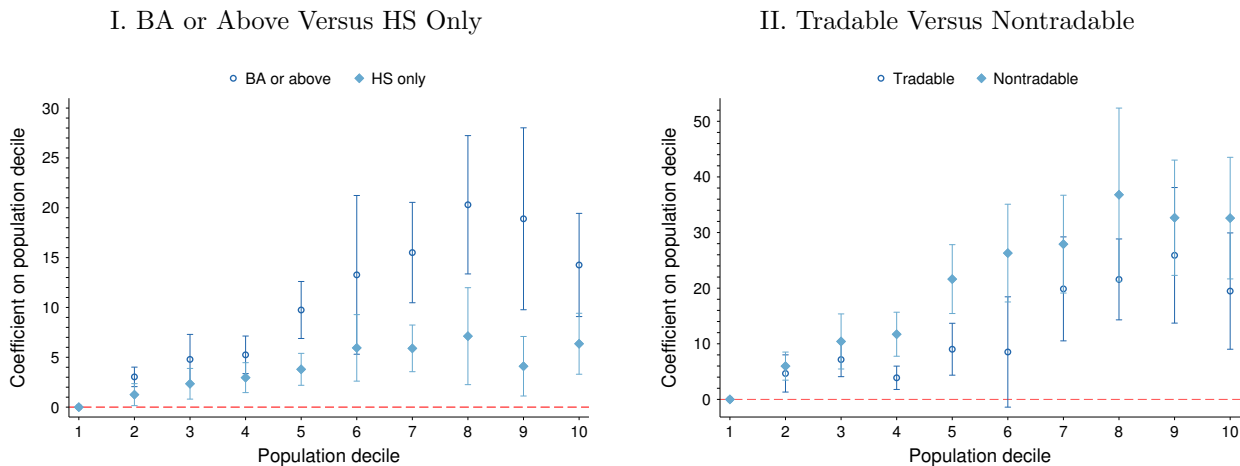 I. BA or Above Versus HS Only
BA or above HS only
Coefficient on population decile
30
25
20
15
10
5
0
1 2 3 4 5 6 7 8 9 10
Population decile
II. Tradable Versus Nontradable
Tradable Nontradable
Coefficient on population decile
50
40
30
20
10
0
1 2 3 4 5 6 7 8 9 10
Population decile